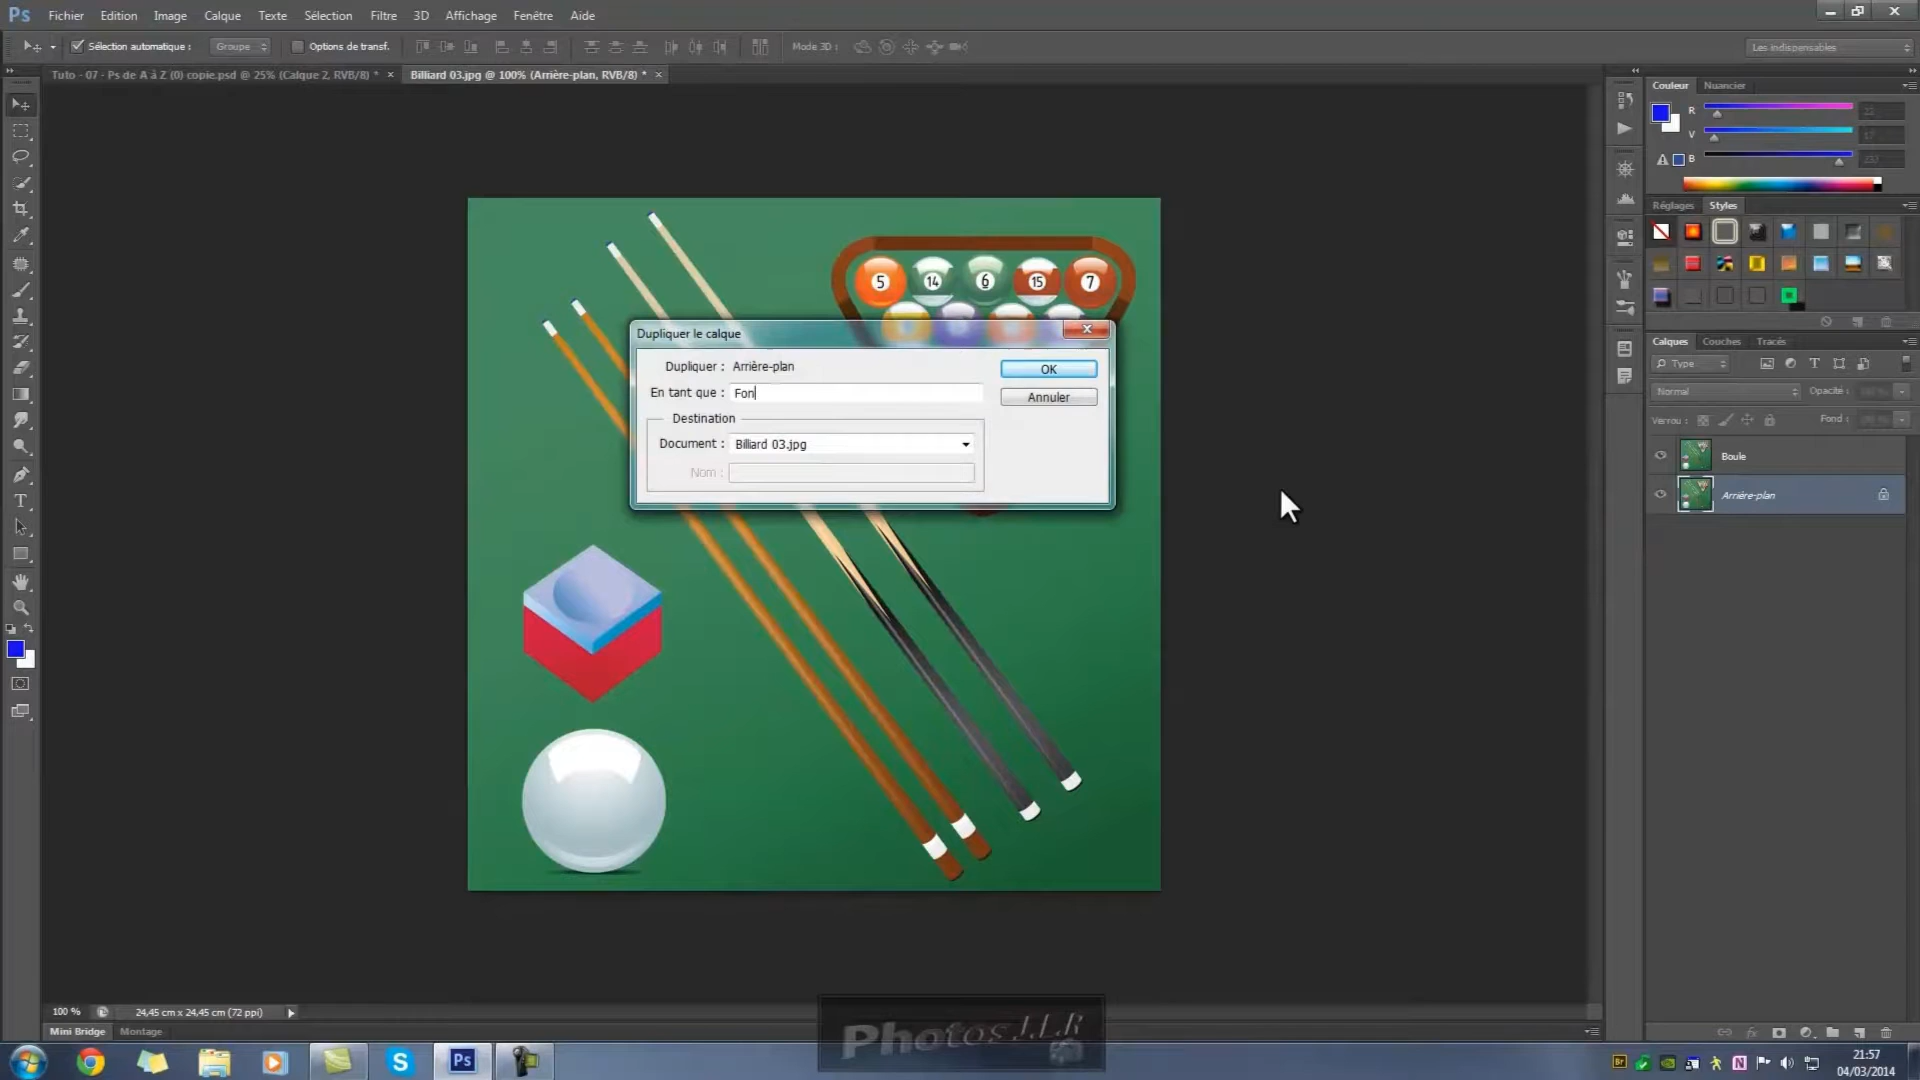 Ps Fichier Edition Image Calque Texte Sélection Filtre 3D Affichage Fenêtre Aide
Sélection automatique : Groupe Options de transf. Mode 3D : Les indispensables
Tuto - 07 - Ps de A à Z (0) copie.psd @ 25% (Calque 2, RVB/8) * × Billiard 03.jpg @ 100% (Arrière-plan, RVB/8) * ×
Couleur Nuancier
R
V
B
Réglages Styles
5 14 6 15 7
Dupliquer le calque
Dupliquer : Arrière-plan OK
En tant que : Fon
Annuler
Destination
Document : Billiard 03.jpg
Nom :
Calques Couches Tracés
Type
Normal Opacité :
Verrou : Fond :
Boule
Arrière-plan
100 % 24,45 cm x 24,45 cm (72 ppi)
Mini Bridge Montage
Photos J.L.R
S Ps Br N
21:57
04/03/2014